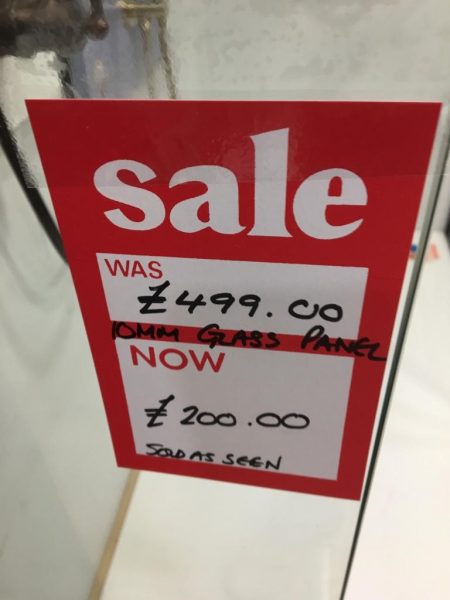 sale
WAS
£499.00
10MM GLASS PANEL
NOW
£200.00
SOLD AS SEEN